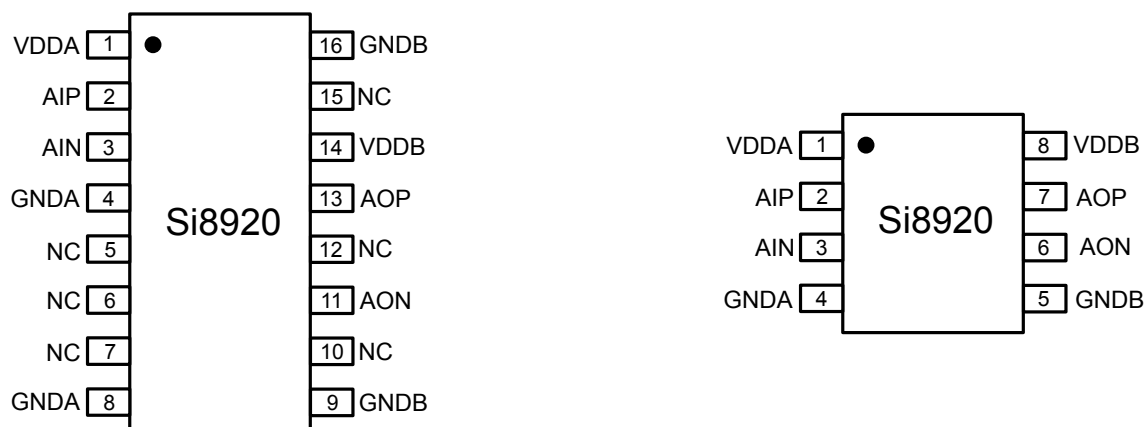 VDDA 1 16 GNDB
AIP 2 15 NC
AIN 3 14 VDDB
GNDA 4 13 AOP
Si8920
NC 5 12 NC
NC 6 11 AON
NC 7 10 NC
GNDA 8 9 GNDB
VDDA 1 8 VDDB
AIP 2 7 AOP
Si8920
AIN 3 6 AON
GNDA 4 5 GNDB